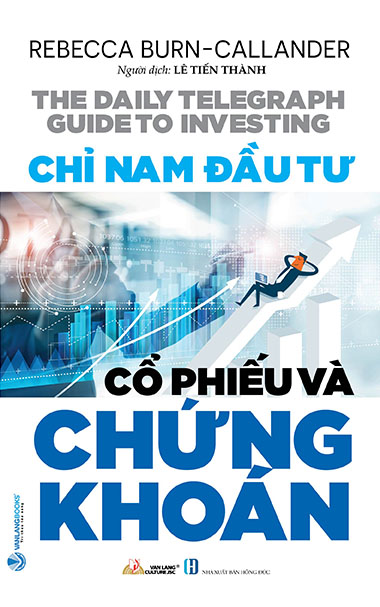 REBECCA BURN-CALLANDER
Người dịch: LÊ TIẾN THÀNH
THE DAILY TELEGRAPH
GUIDE TO INVESTING
CHỈ NAM ĐẦU TƯ
CỔ PHIẾU VÀ
CHỨNG
KHOÁN
VANLANGBOOKS
VAN LANG
CULTURE.JSC
NHÀ XUẤT BẢN HỒNG ĐỨC